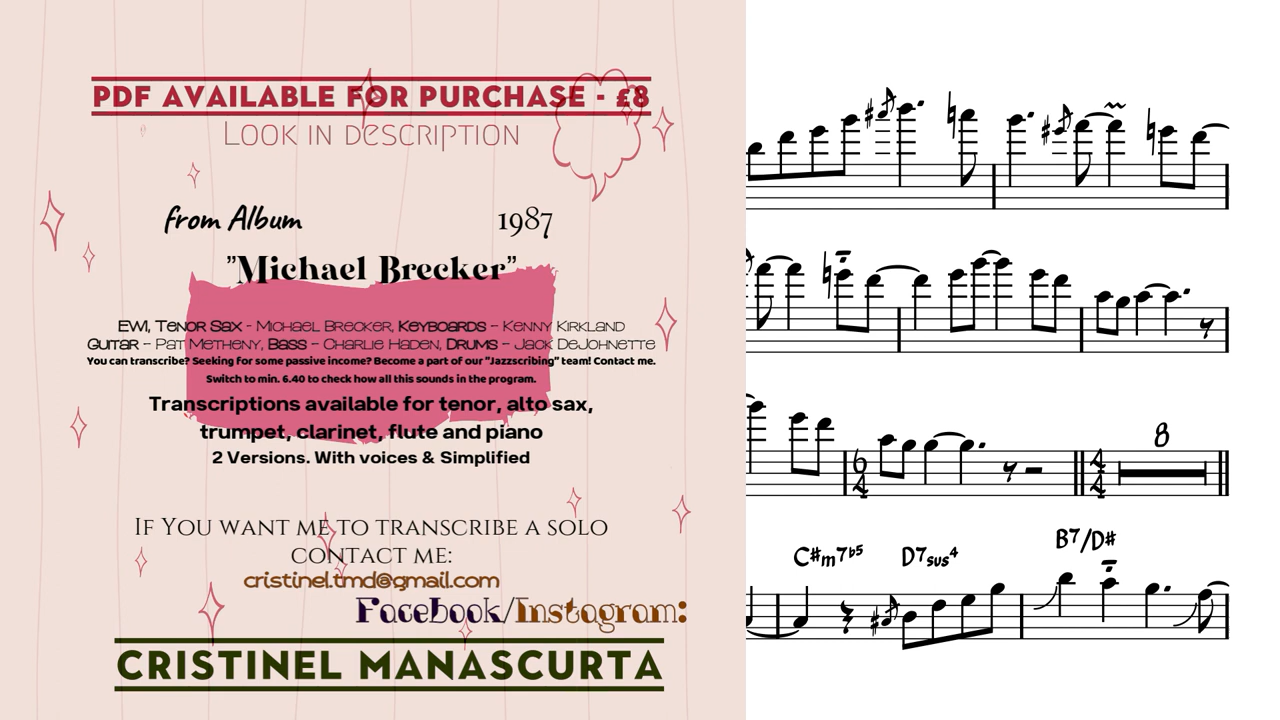 PDF AVAILABLE FOR PURCHASE - £8
LOOK IN DESCRIPTION
from Album 1987
"Michael Brecker"
EWI, Tenor Sax - Michael Brecker, Keyboards – Kenny Kirkland
Guitar – Pat Metheny, Bass – Charlie Haden, Drums – Jack DeJohnette
You can transcribe? Seeking for some passive income? Become a part of our "Jazzscribing" team! Contact me.
Switch to min. 6.40 to check how all this sounds in the program.
Transcriptions available for tenor, alto sax,
trumpet, clarinet, flute and piano
2 Versions. With voices & Simplified
If You want me to transcribe a solo
contact me:
cristinel.tmd@gmail.com
Facebook/Instagram:
CRISTINEL MANASCURTA
6
4
4
4
8
C#m7b5 D7sus4 B7/D#